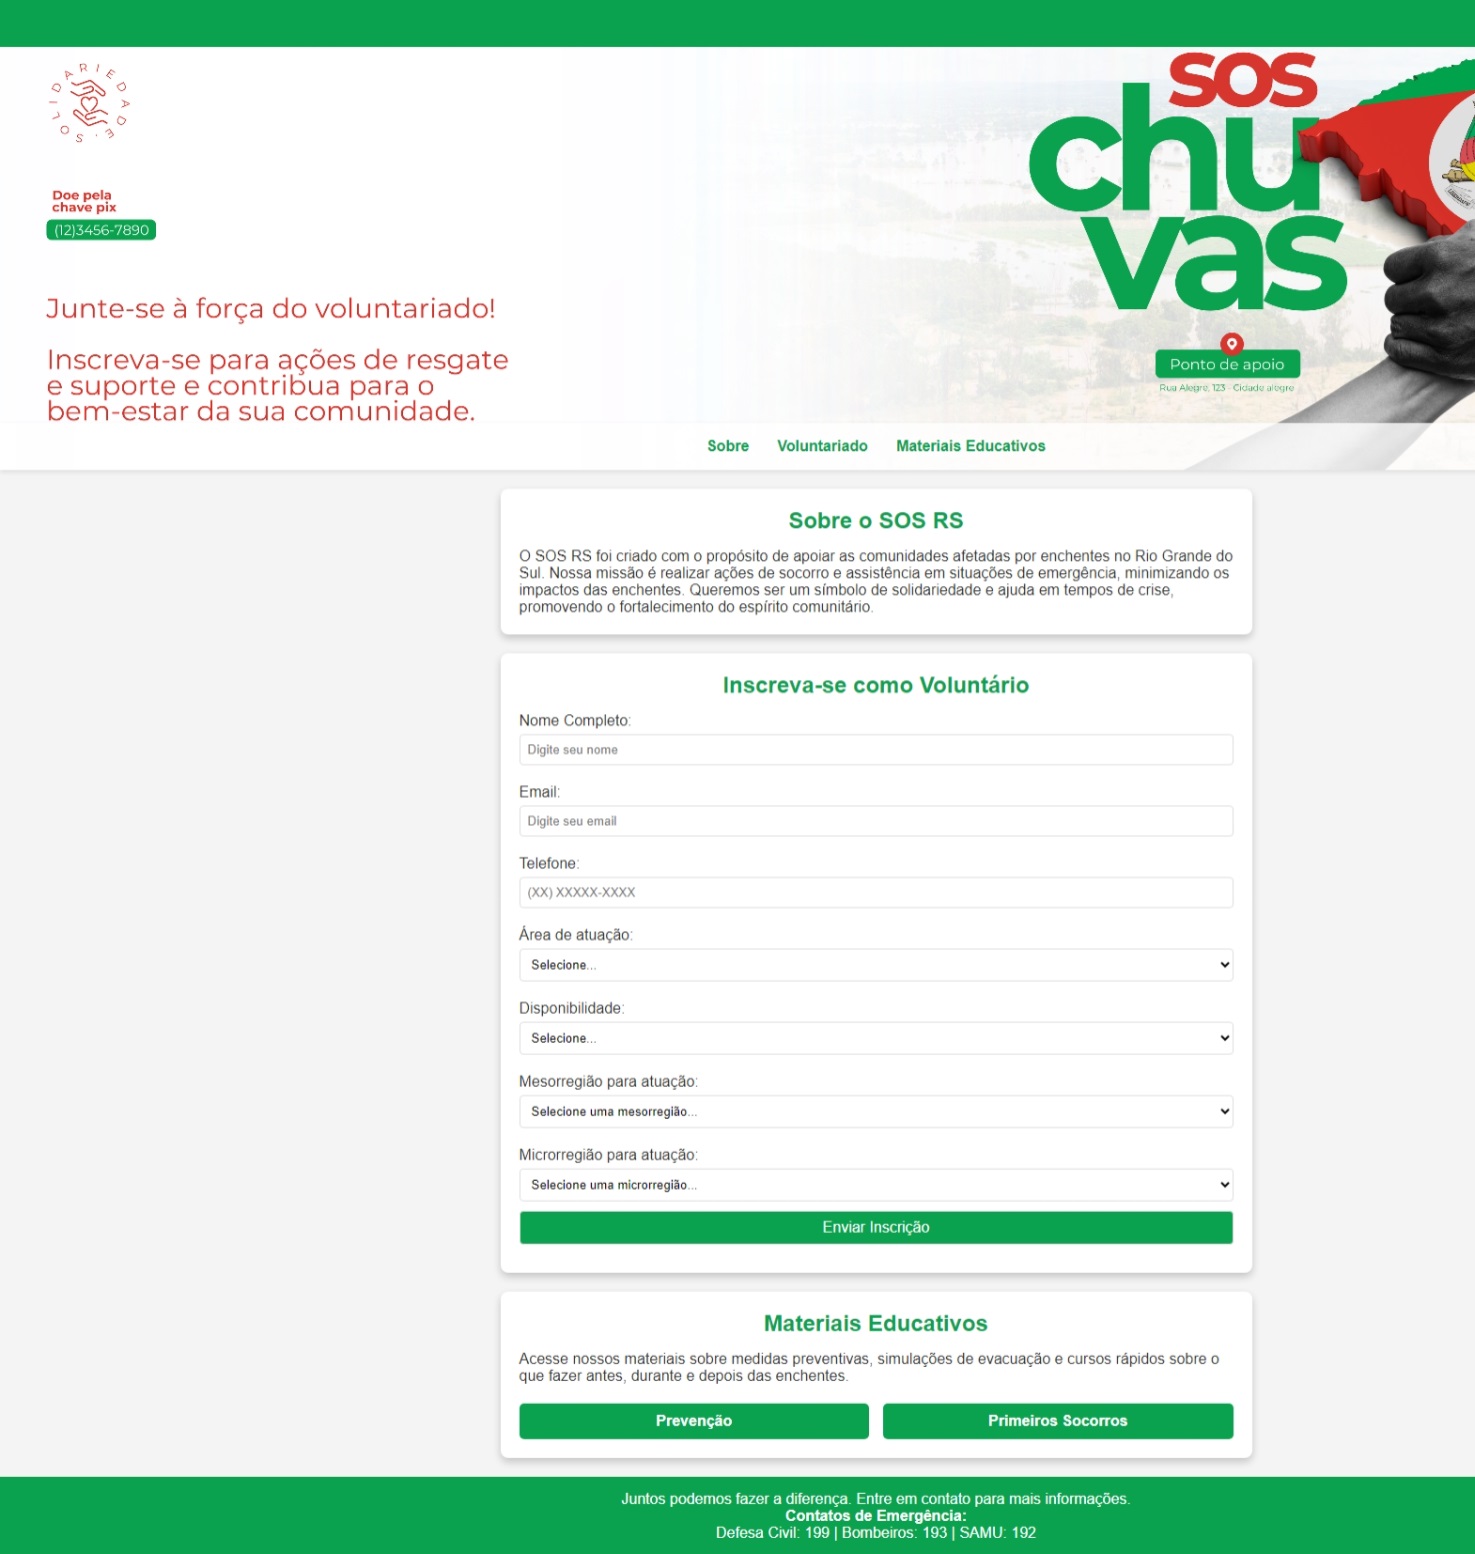 SOLIDARIEDADE
Doe pela
chave pix
(12)3456-7890
Junte-se à força do voluntariado!
Inscreva-se para ações de resgate
e suporte e contribua para o
bem-estar da sua comunidade.
sos
chu
vas
Ponto de apoio
Rua Alegre, 123 - Cidade alegre
Sobre Voluntariado Materiais Educativos
Sobre o SOS RS
O SOS RS foi criado com o propósito de apoiar as comunidades afetadas por enchentes no Rio Grande do
Sul. Nossa missão é realizar ações de socorro e assistência em situações de emergência, minimizando os
impactos das enchentes. Queremos ser um símbolo de solidariedade e ajuda em tempos de crise,
promovendo o fortalecimento do espírito comunitário.
Inscreva-se como Voluntário
Nome Completo:
Digite seu nome
Email:
Digite seu email
Telefone:
(XX) XXXXX-XXXX
Área de atuação:
Selecione...
Disponibilidade:
Selecione...
Mesorregião para atuação:
Selecione uma mesorregião...
Microrregião para atuação:
Selecione uma microrregião...
Enviar Inscrição
Materiais Educativos
Acesse nossos materiais sobre medidas preventivas, simulações de evacuação e cursos rápidos sobre o
que fazer antes, durante e depois das enchentes.
Prevenção Primeiros Socorros
Juntos podemos fazer a diferença. Entre em contato para mais informações.
Contatos de Emergência:
Defesa Civil: 199 | Bombeiros: 193 | SAMU: 192